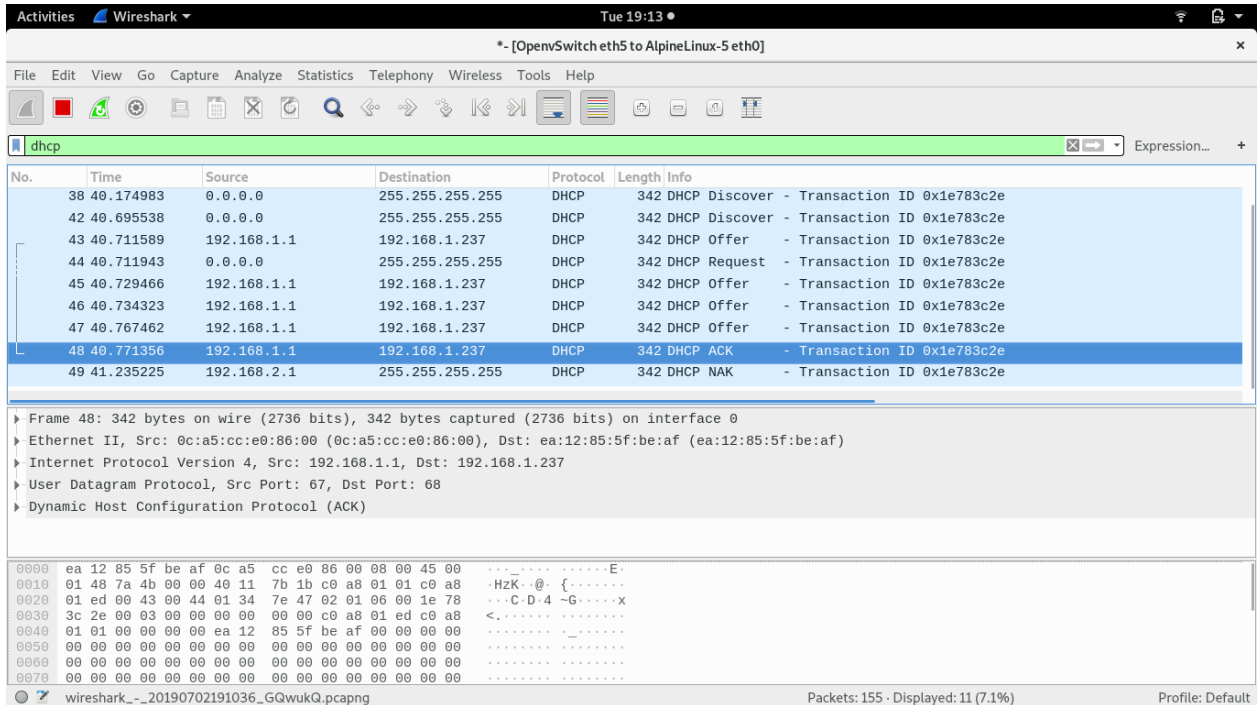 Activities Wireshark Tue 19:13
*- [OpenvSwitch eth5 to AlpineLinux-5 eth0]
File Edit View Go Capture Analyze Statistics Telephony Wireless Tools Help
dhcp Expression... +
No. Time Source Destination Protocol Length Info
38 40.174983 0.0.0.0 255.255.255.255 DHCP 342 DHCP Discover - Transaction ID 0x1e783c2e
42 40.695538 0.0.0.0 255.255.255.255 DHCP 342 DHCP Discover - Transaction ID 0x1e783c2e
43 40.711589 192.168.1.1 192.168.1.237 DHCP 342 DHCP Offer - Transaction ID 0x1e783c2e
44 40.711943 0.0.0.0 255.255.255.255 DHCP 342 DHCP Request - Transaction ID 0x1e783c2e
45 40.729466 192.168.1.1 192.168.1.237 DHCP 342 DHCP Offer - Transaction ID 0x1e783c2e
46 40.734323 192.168.1.1 192.168.1.237 DHCP 342 DHCP Offer - Transaction ID 0x1e783c2e
47 40.767462 192.168.1.1 192.168.1.237 DHCP 342 DHCP Offer - Transaction ID 0x1e783c2e
48 40.771356 192.168.1.1 192.168.1.237 DHCP 342 DHCP ACK - Transaction ID 0x1e783c2e
49 41.235225 192.168.2.1 255.255.255.255 DHCP 342 DHCP NAK - Transaction ID 0x1e783c2e
Frame 48: 342 bytes on wire (2736 bits), 342 bytes captured (2736 bits) on interface 0
Ethernet II, Src: 0c:a5:cc:e0:86:00 (0c:a5:cc:e0:86:00), Dst: ea:12:85:5f:be:af (ea:12:85:5f:be:af)
Internet Protocol Version 4, Src: 192.168.1.1, Dst: 192.168.1.237
User Datagram Protocol, Src Port: 67, Dst Port: 68
Dynamic Host Configuration Protocol (ACK)
0000 ea 12 85 5f be af 0c a5 cc e0 86 00 08 00 45 00 ···_···· ······E·
0010 01 48 7a 4b 00 00 40 11 7b 1b c0 a8 01 01 c0 a8 ·HzK··@· {·······
0020 01 ed 00 43 00 44 01 34 7e 47 02 01 06 00 1e 78 ···C·D·4 ~G·····x
0030 3c 2e 00 03 00 00 00 00 00 00 c0 a8 01 ed c0 a8 <.······ ········
0040 01 01 00 00 00 00 ea 12 85 5f be af 00 00 00 00 ········ ·_······
0050 00 00 00 00 00 00 00 00 00 00 00 00 00 00 00 00 ········ ········
0060 00 00 00 00 00 00 00 00 00 00 00 00 00 00 00 00 ········ ········
0070 00 00 00 00 00 00 00 00 00 00 00 00 00 00 00 00 ········ ········
wireshark_-_20190702191036_GQwukQ.pcapng Packets: 155 · Displayed: 11 (7.1%) Profile: Default